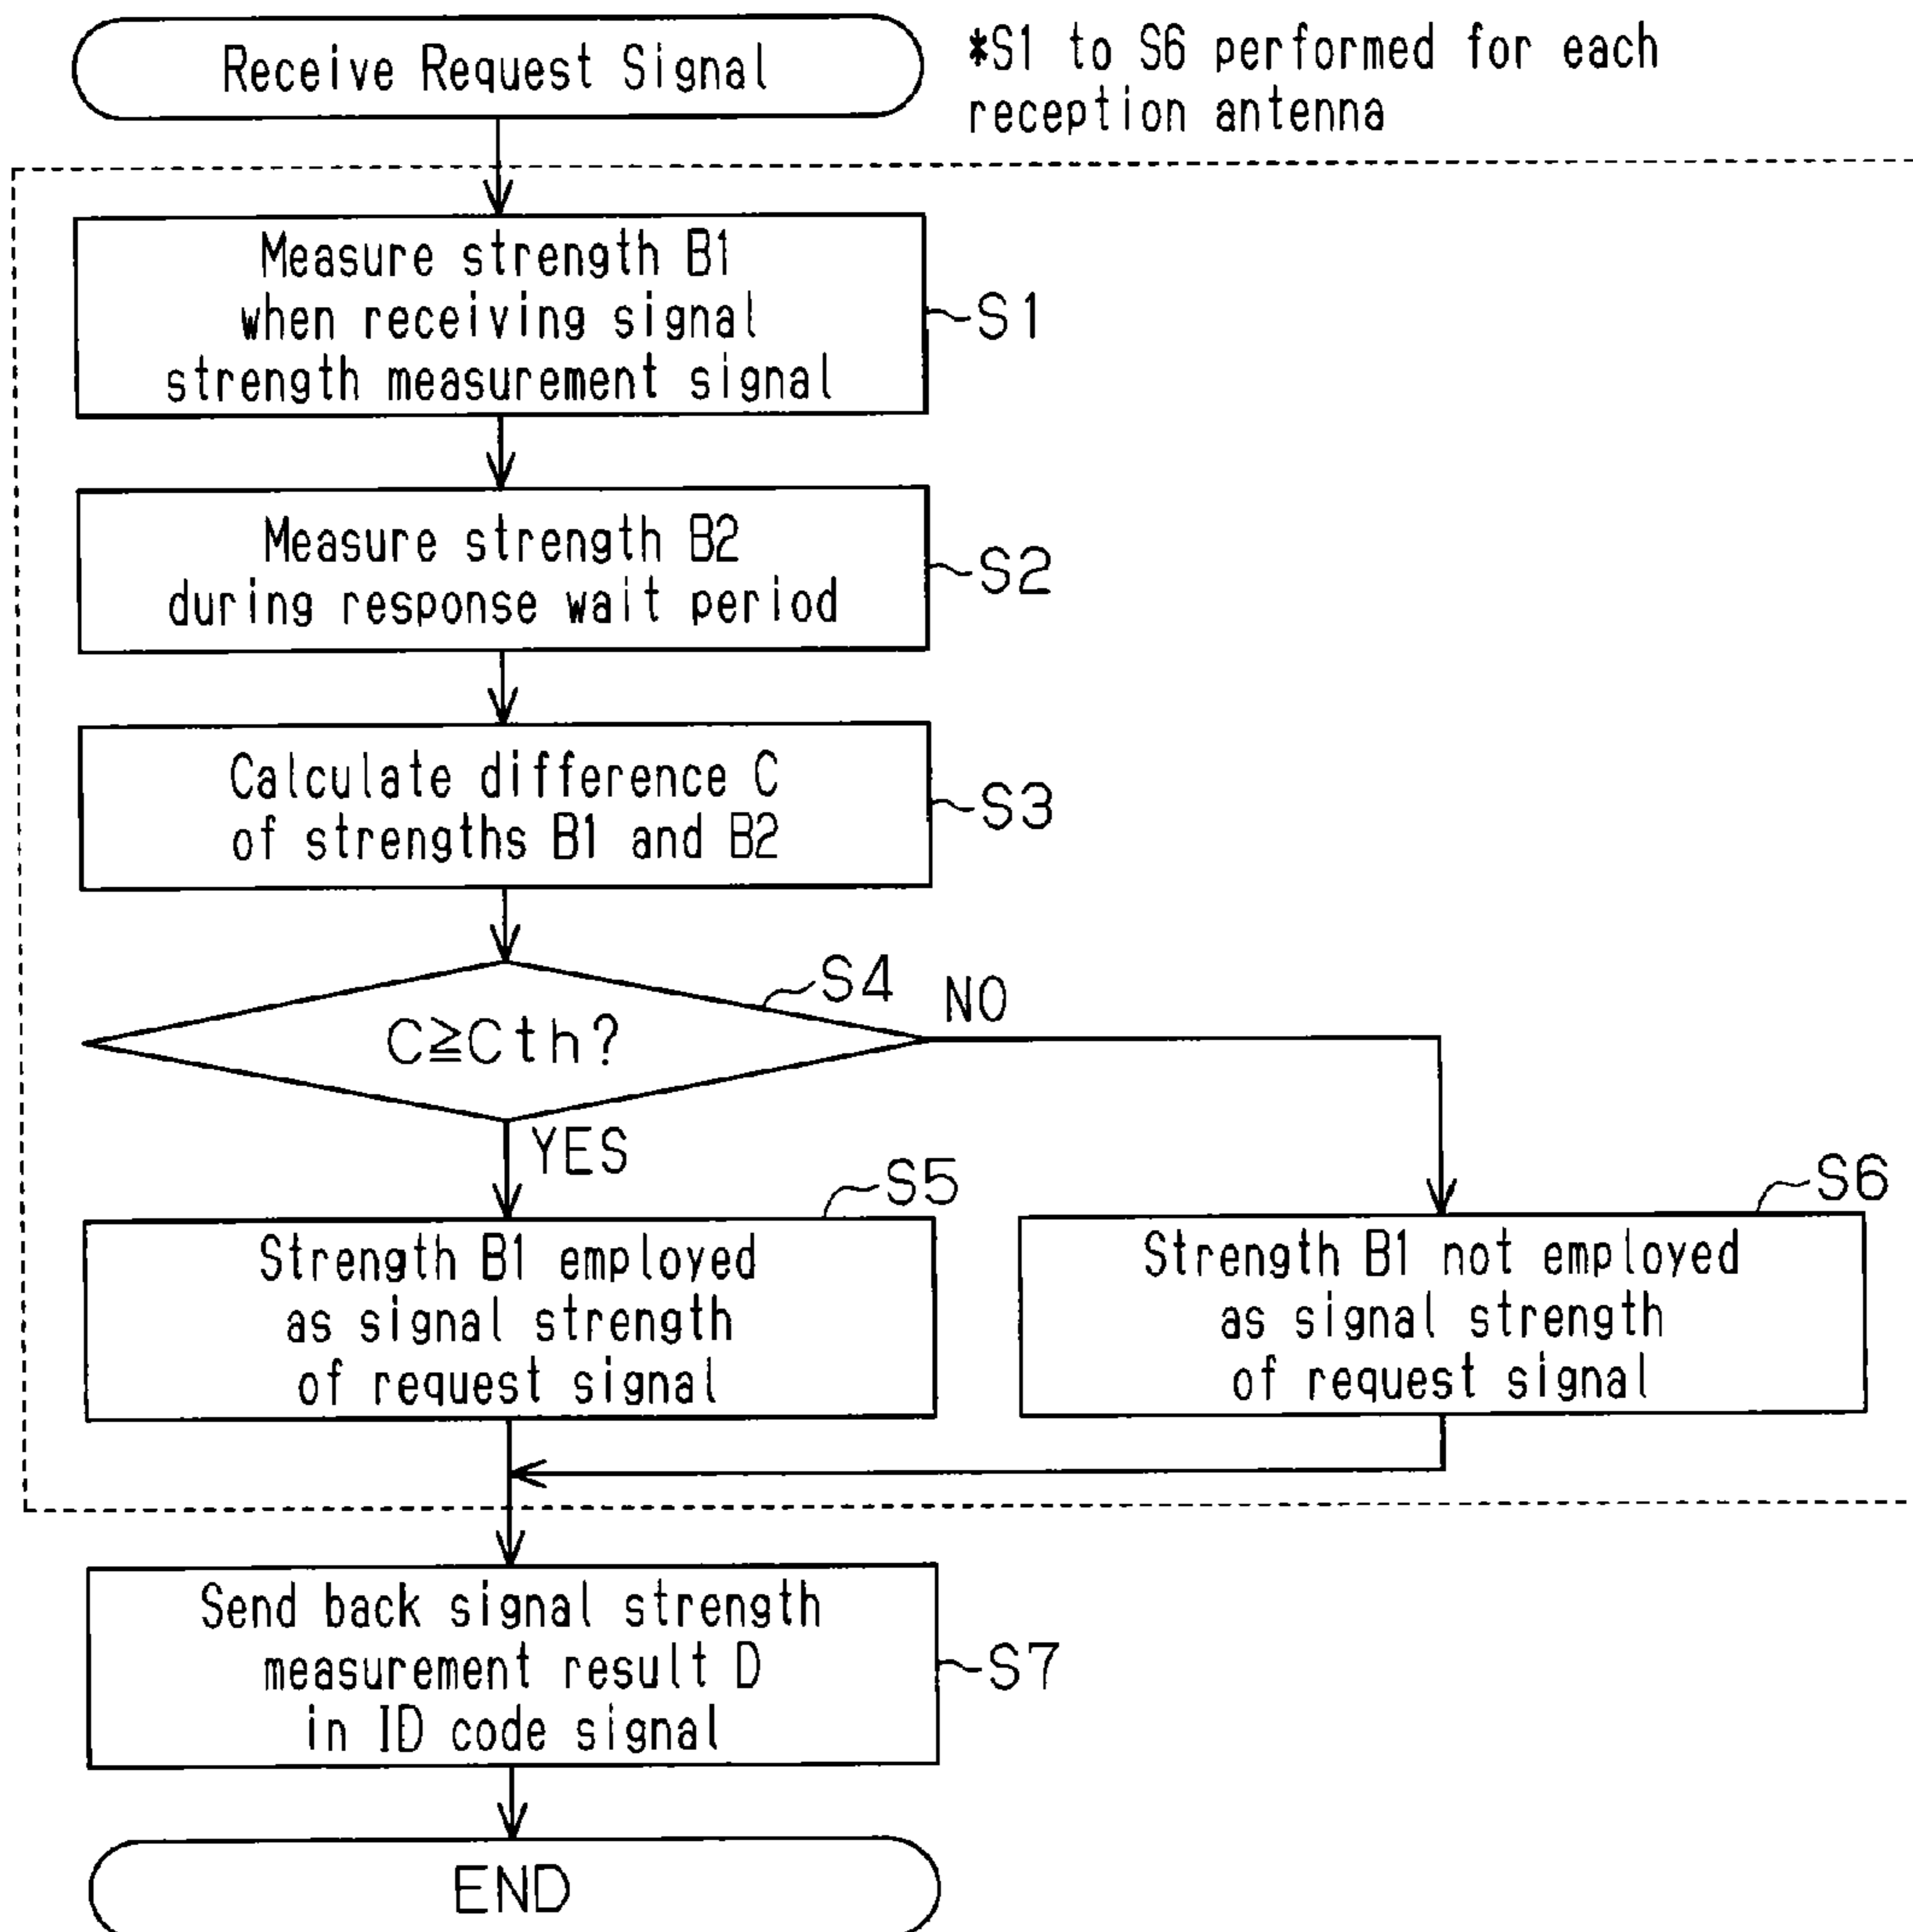 Receive Request Signal
*S1 to S6 performed for each
reception antenna
Measure strength B1
when receiving signal
strength measurement signal
S1
Measure strength B2
during response wait period
S2
Calculate difference C
of strengths B1 and B2
S3
S4
C≧Cth?
NO
YES
S5
Strength B1 employed
as signal strength
of request signal
S6
Strength B1 not employed
as signal strength
of request signal
Send back signal strength
measurement result D
in ID code signal
S7
END